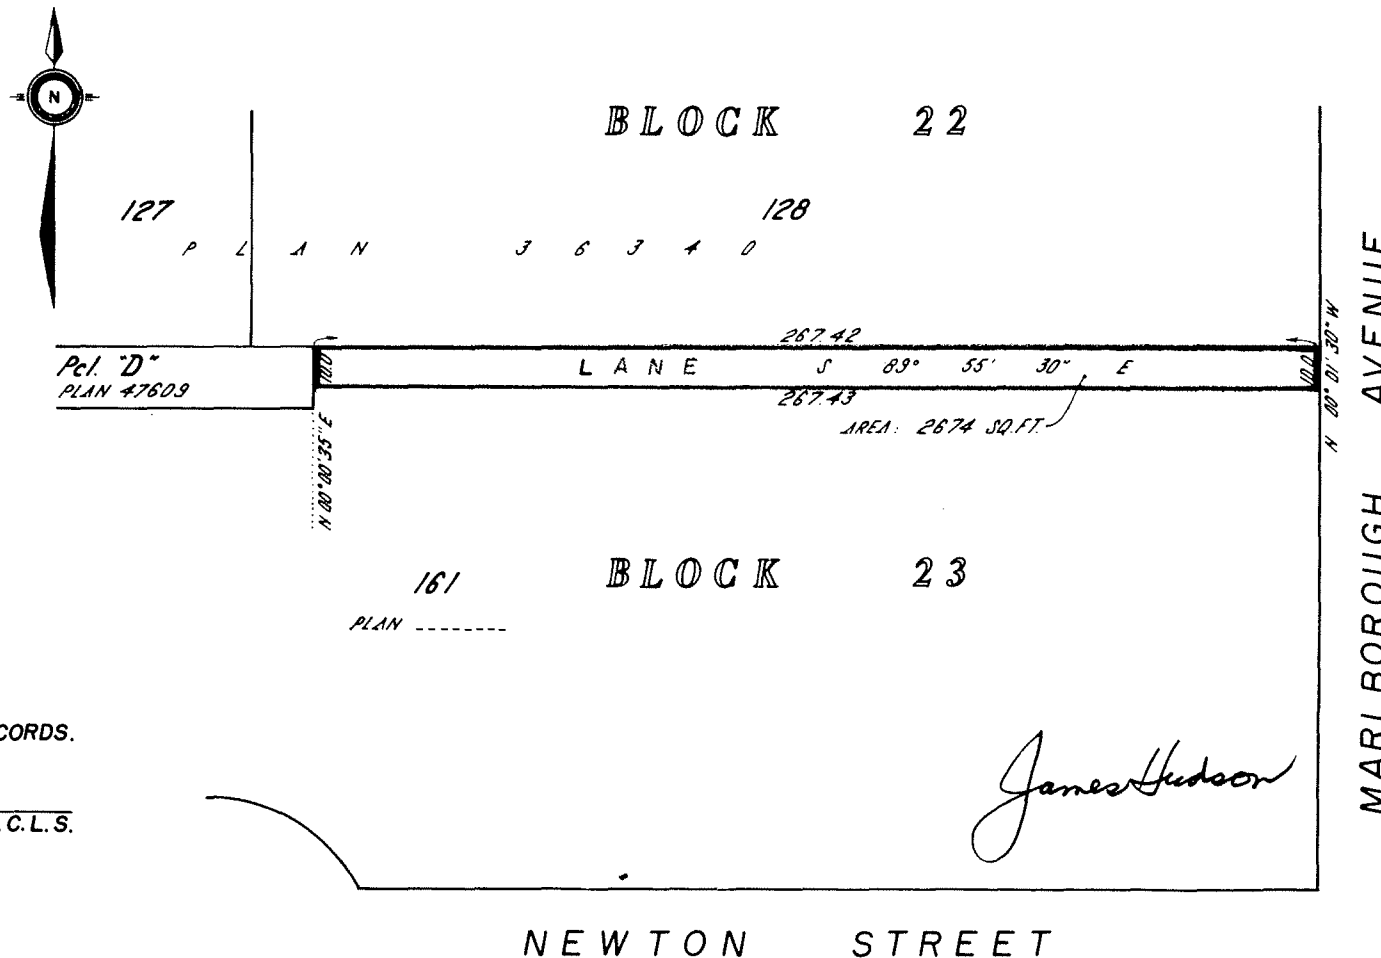 N
BLOCK 22
127
128
PLAN 36340
267.42
Pcl. "D"
PLAN 47609
10.0
LANE
S 89° 55' 30" E
10.0
267.43
AREA: 2674 SQ.FT.
N 00° 00' 35" E
N 00° 01' 30" W
MARLBOROUGH AVENUE
161
PLAN --------
BLOCK 23
CORDS.
.C.L.S.
James Hudson
NEWTON STREET